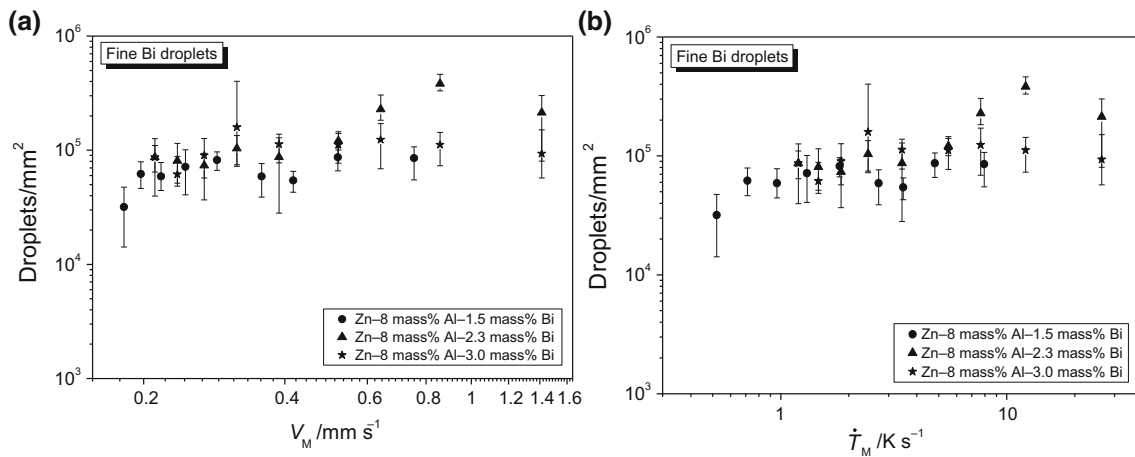 (a)
10^6
Fine Bi droplets
10^5
Droplets/mm^2
10^4
Zn–8 mass% Al–1.5 mass% Bi
Zn–8 mass% Al–2.3 mass% Bi
Zn–8 mass% Al–3.0 mass% Bi
10^3
0.2 0.4 0.6 0.8 1 1.2 1.4 1.6
V_M /mm s^–1
(b)
10^6
Fine Bi droplets
10^5
Droplets/mm^2
10^4
Zn–8 mass% Al–1.5 mass% Bi
Zn–8 mass% Al–2.3 mass% Bi
Zn–8 mass% Al–3.0 mass% Bi
10^3
1 10
Ṫ_M /K s^–1